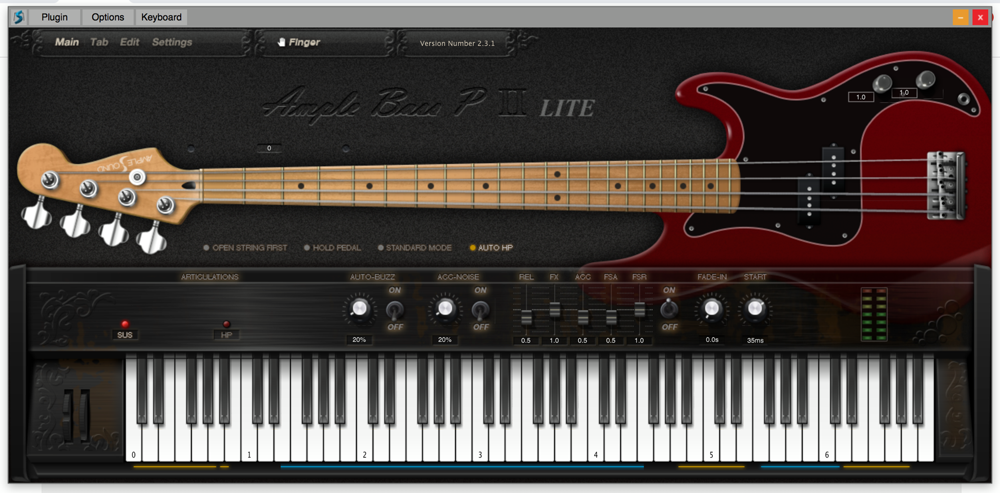 Plugin Options Keyboard
Main Tab Edit Settings
Finger
Version Number 2.3.1
Ample Bass P II LITE
1.0
1.0
0
AMPLE SOUND
OPEN STRING FIRST HOLD PEDAL STANDARD MODE AUTO HP
ARTICULATIONS AUTO-BUZZ ACC-NOISE REL FX ACC FSA FSR FADE-IN START
ON ON ON
OFF OFF OFF
SUS HP
20% 20% 0.5 1.0 0.5 0.5 1.0 0.0s 35ms
0 1 2 3 4 5 6